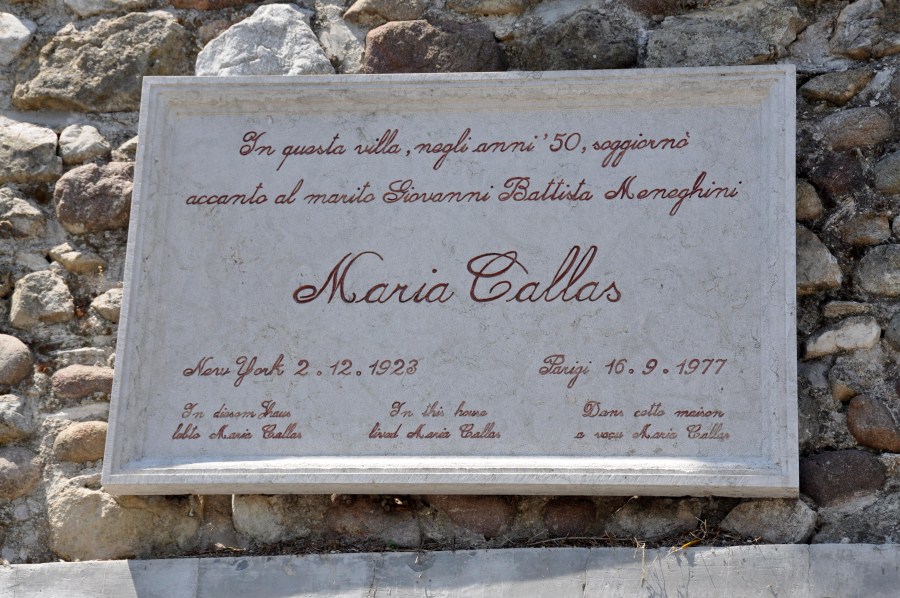 In questa villa, negli anni '50, soggiornò
accanto al marito Giovanni Battista Meneghini
Maria Callas
New York 2.12.1923
Parigi 16.9.1977
In diesem Haus
lebte Maria Callas
In this house
lived Maria Callas
Dans cette maison
a vecu Maria Callas